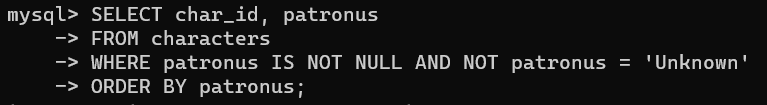 mysql> SELECT char_id, patronus
    -> FROM characters
    -> WHERE patronus IS NOT NULL AND NOT patronus = 'Unknown'
    -> ORDER BY patronus;